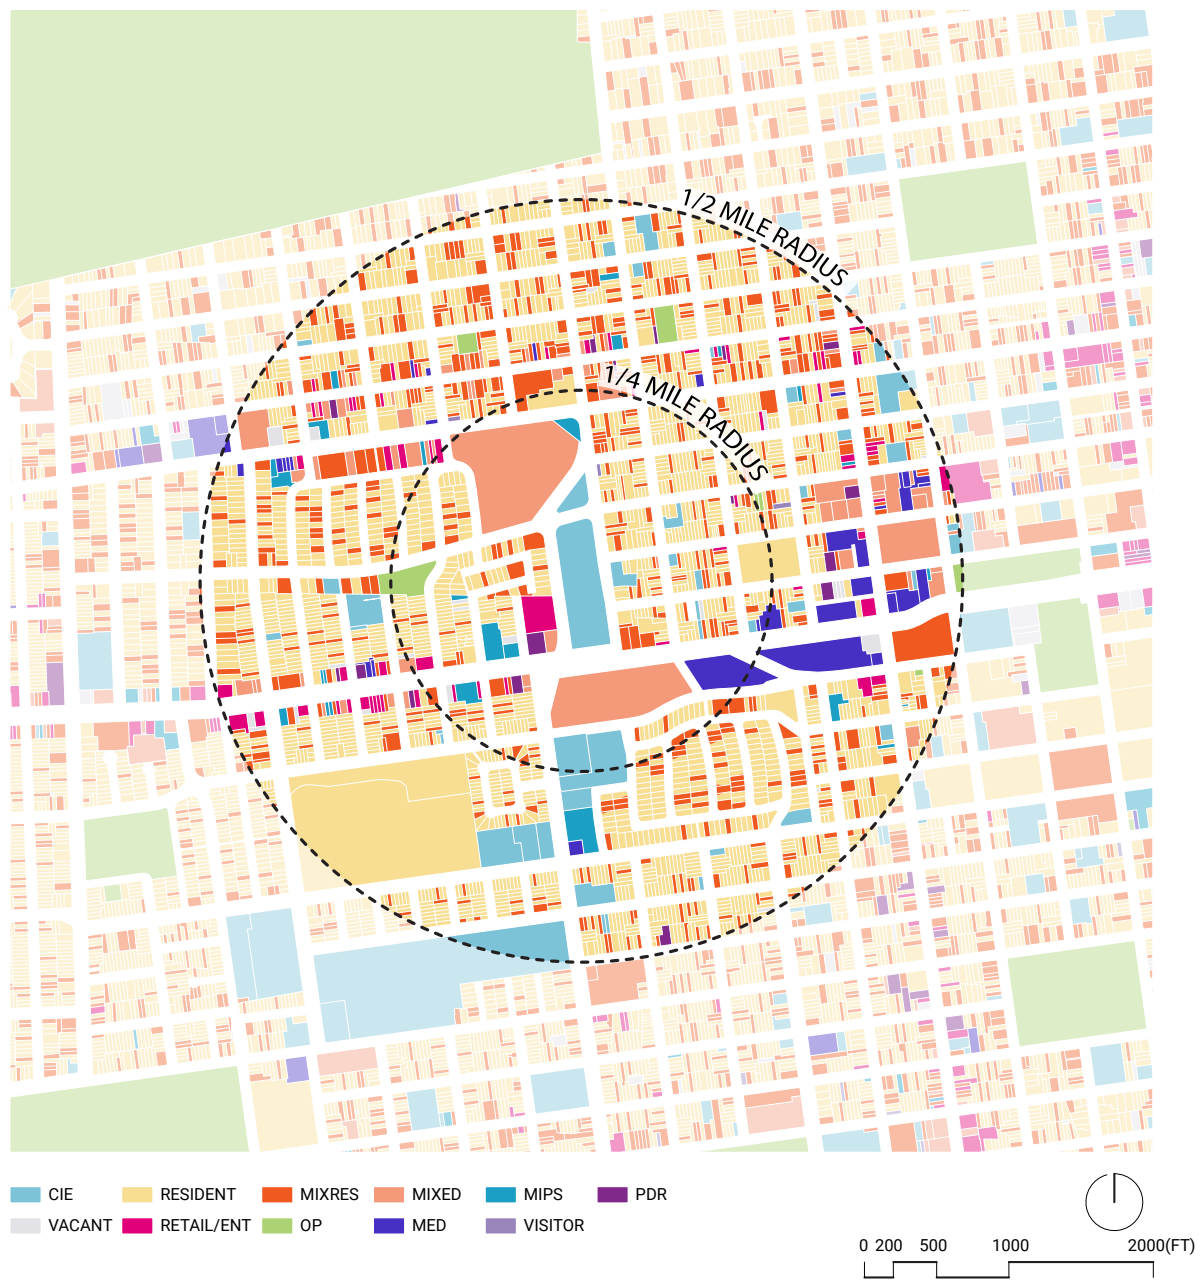 1/2 MILE RADIUS
1/4 MILE RADIUS
CIE RESIDENT MIXRES MIXED MIPS PDR
VACANT RETAIL/ENT OP MED VISITOR
0 200 500 1000 2000(FT)